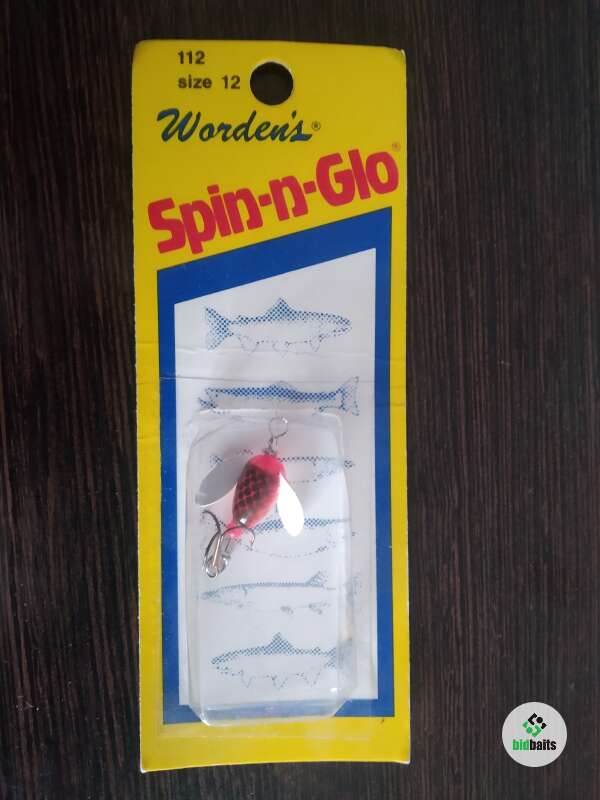 112
size 12
Worden's®
Spin-n-Glo®
bidbaits